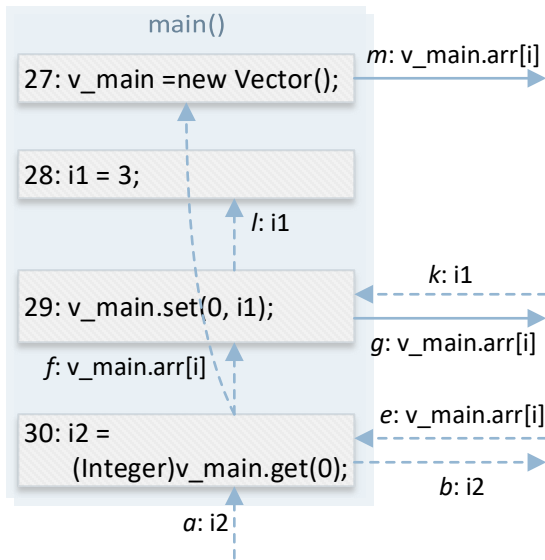 main()
27: v_main =new Vector();
m: v_main.arr[i]
28: i1 = 3;
l: i1
k: i1
29: v_main.set(0, i1);
g: v_main.arr[i]
f: v_main.arr[i]
e: v_main.arr[i]
30: i2 =
(Integer)v_main.get(0);
b: i2
a: i2